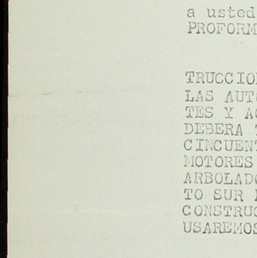 a usted
PROFORM
TRUCCIO
LAS AUT
TES Y A
DEBERA
CINCUEN
MOTORES
ARBOLAD
TO SUR
CONSTRUC
USAREMOS